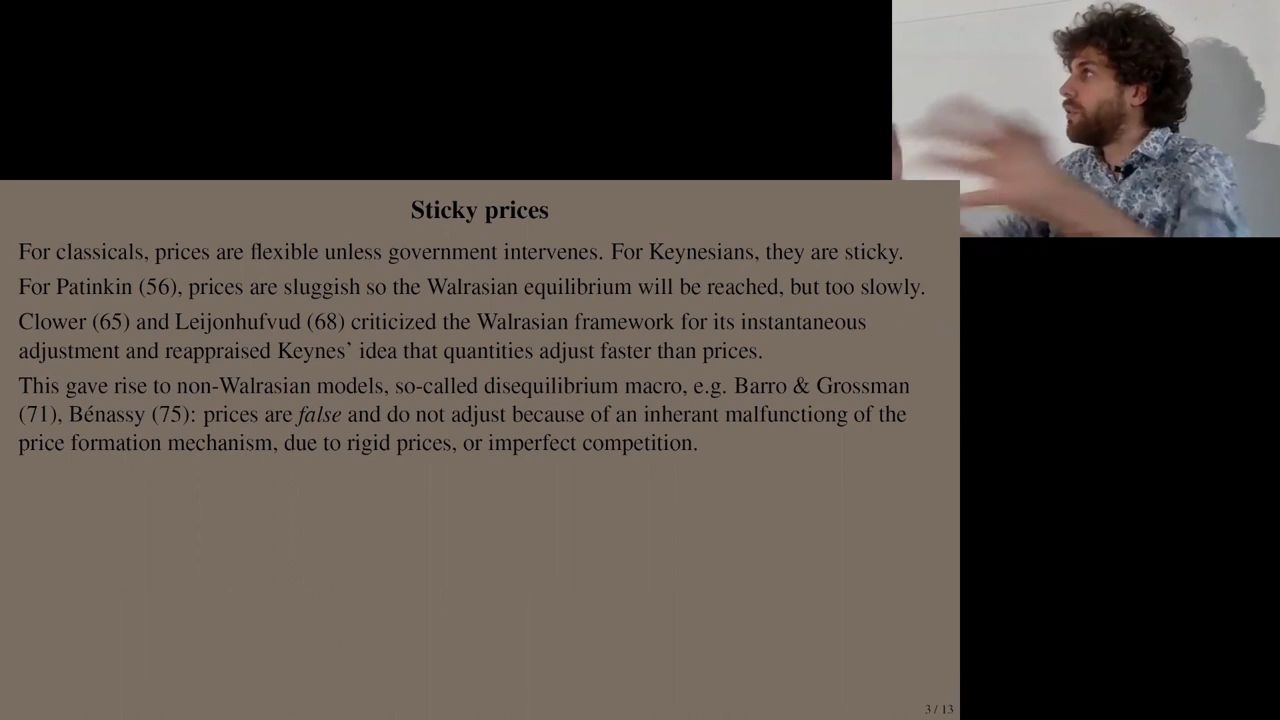 Sticky prices
For classicals, prices are flexible unless government intervenes. For Keynesians, they are sticky.
For Patinkin (56), prices are sluggish so the Walrasian equilibrium will be reached, but too slowly.
Clower (65) and Leijonhufvud (68) criticized the Walrasian framework for its instantaneous
adjustment and reappraised Keynes’ idea that quantities adjust faster than prices.
This gave rise to non-Walrasian models, so-called disequilibrium macro, e.g. Barro & Grossman
(71), Bénassy (75): prices are false and do not adjust because of an inherant malfunctiong of the
price formation mechanism, due to rigid prices, or imperfect competition.
3 / 13